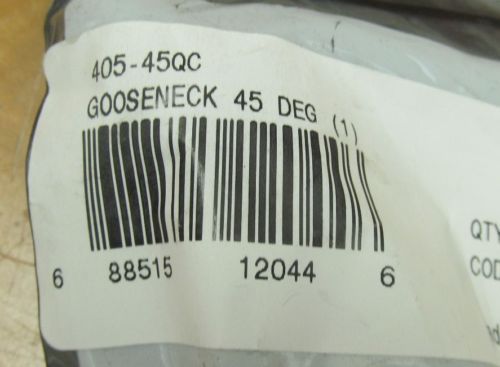 405-45QC
GOOSENECK 45 DEG (1)
6 88515 12044 6
QTY
COD